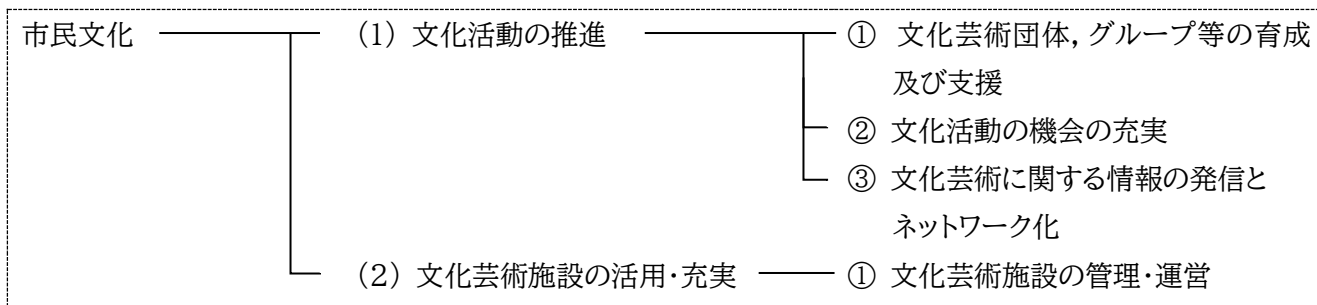 市民文化 (1) 文化活動の推進 ① 文化芸術団体,グループ等の育成
及び支援
② 文化活動の機会の充実
③ 文化芸術に関する情報の発信と
ネットワーク化
(2) 文化芸術施設の活用・充実 ① 文化芸術施設の管理・運営